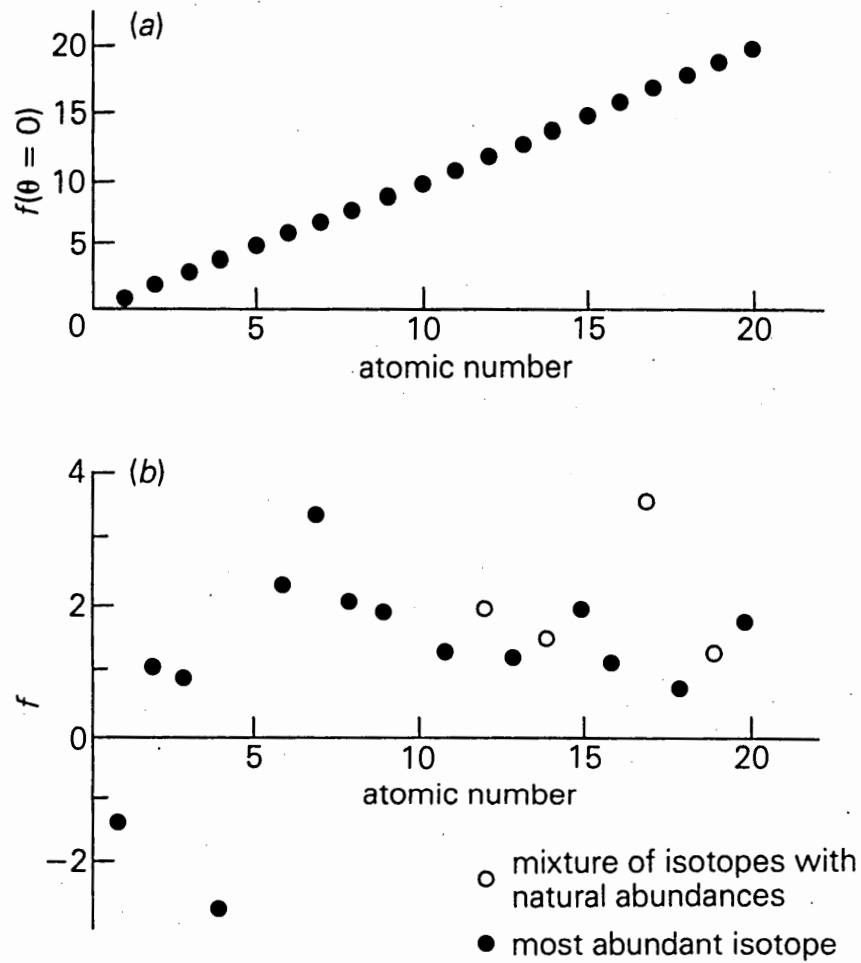 (a)
20
15
10
5
0
f(θ = 0)
5 10 15 20
atomic number
(b)
4
2
0
−2
f
5 10 15 20
atomic number
mixture of isotopes with
natural abundances
most abundant isotope